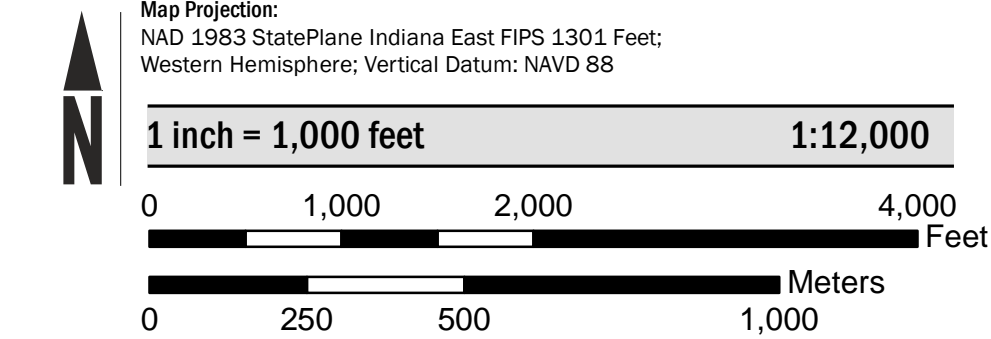 Map Projection:
NAD 1983 StatePlane Indiana East FIPS 1301 Feet;
Western Hemisphere; Vertical Datum: NAVD 88
N
1 inch = 1,000 feet 1:12,000
0 1,000 2,000 4,000
Feet
Meters
0 250 500 1,000